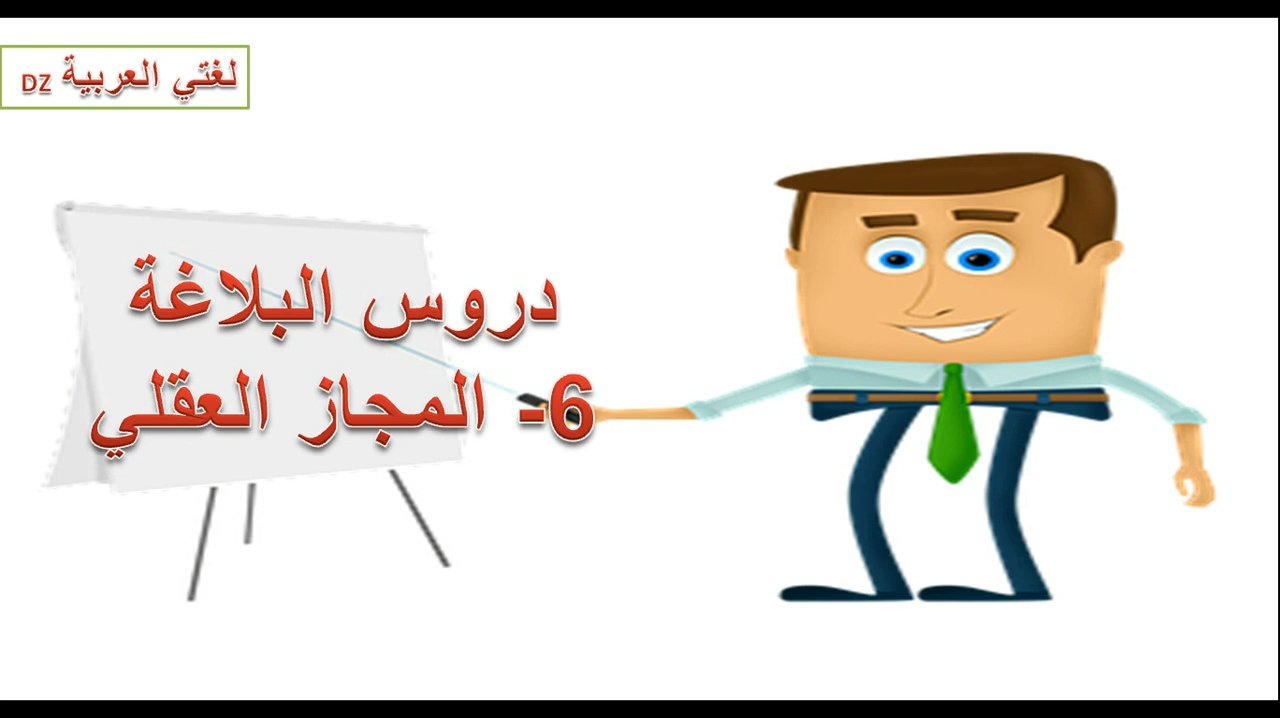 لغتي العربية DZ
دروس البلاغة
6- المجاز العقلي